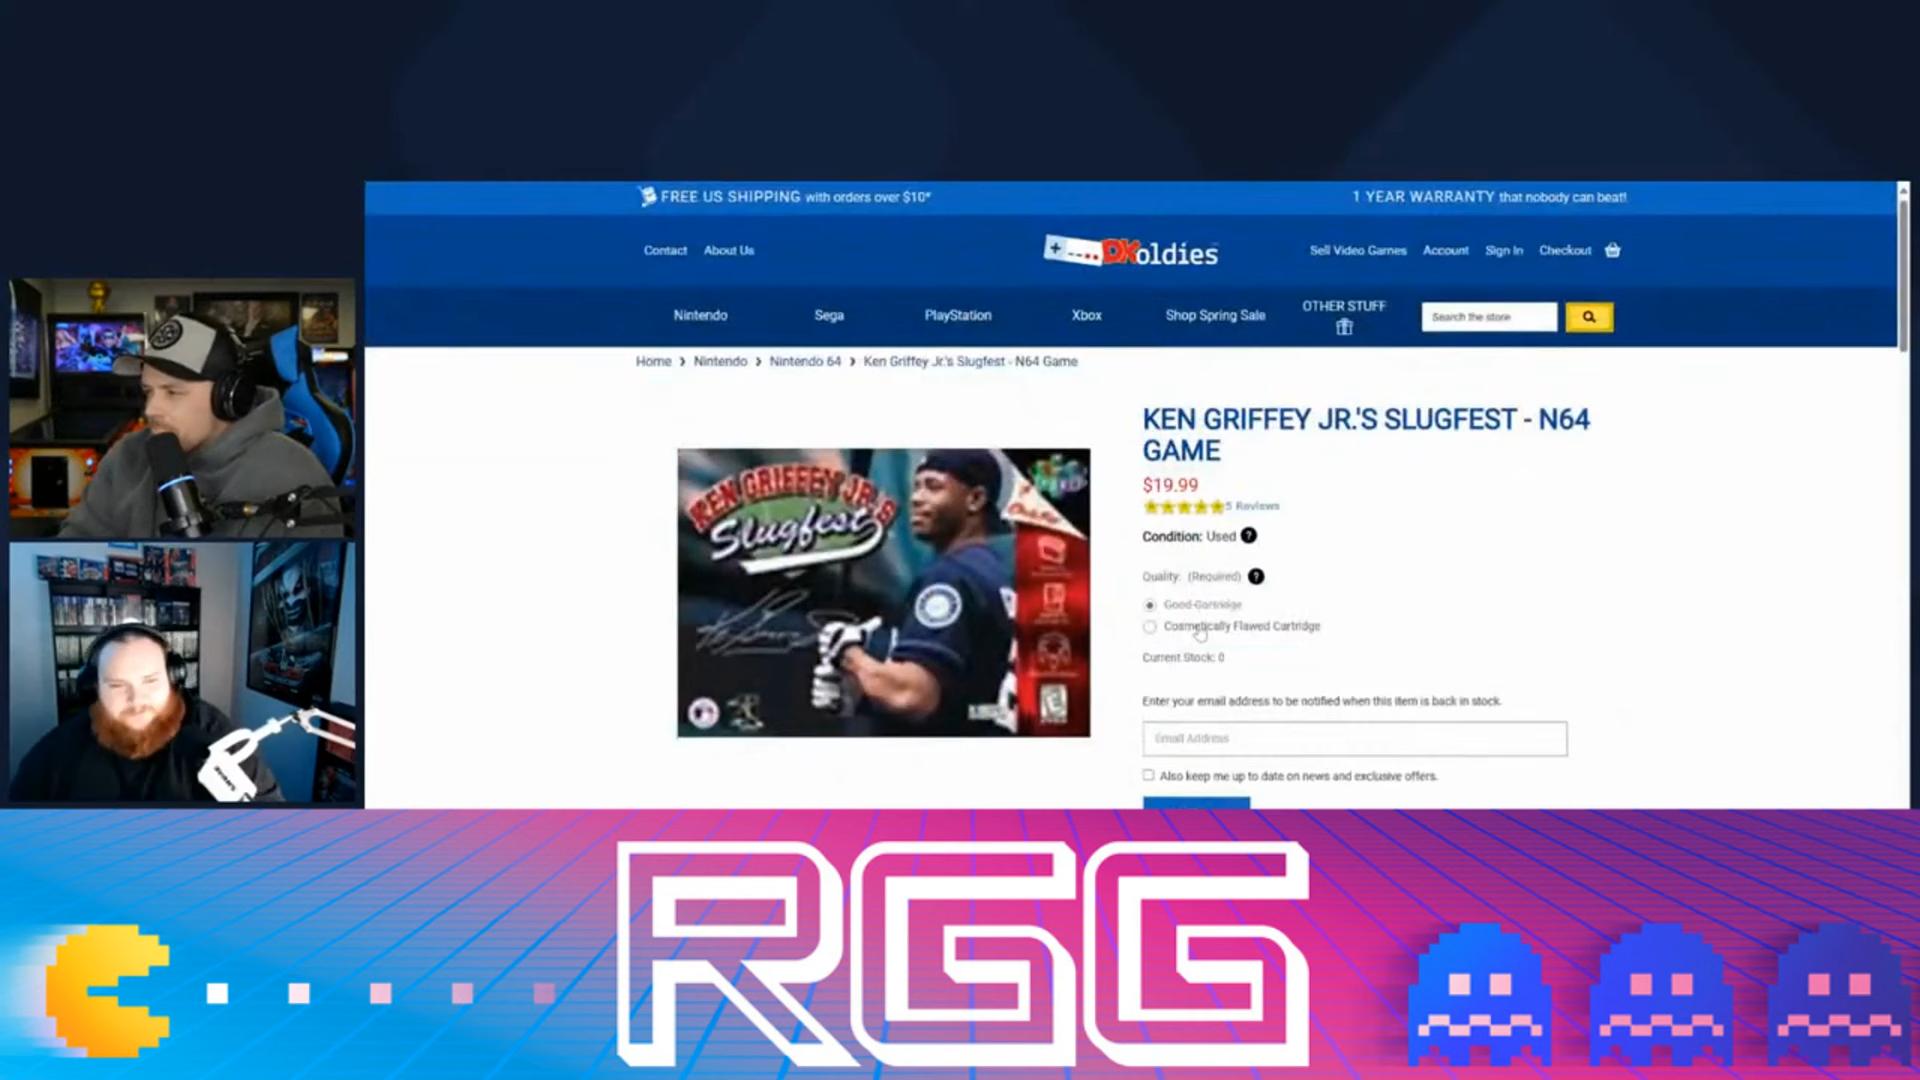 FREE US SHIPPING with orders over $10*
1 YEAR WARRANTY that nobody can beat!
Contact About Us
DKoldies
Sell Video Games Account Sign In Checkout
Nintendo Sega PlayStation Xbox Shop Spring Sale
OTHER STUFF
Search the store
Home > Nintendo > Nintendo 64 > Ken Griffey Jr.'s Slugfest - N64 Game
KEN GRIFFEY JR.'S
Slugfest
KEN GRIFFEY JR.'S SLUGFEST - N64
GAME
$19.99
5 Reviews
Condition: Used ?
Quality: (Required) ?
Good Cartridge
Cosmetically Flawed Cartridge
Current Stock: 0
Enter your email address to be notified when this item is back in stock.
Email Address
Also keep me up to date on news and exclusive offers.
RGG